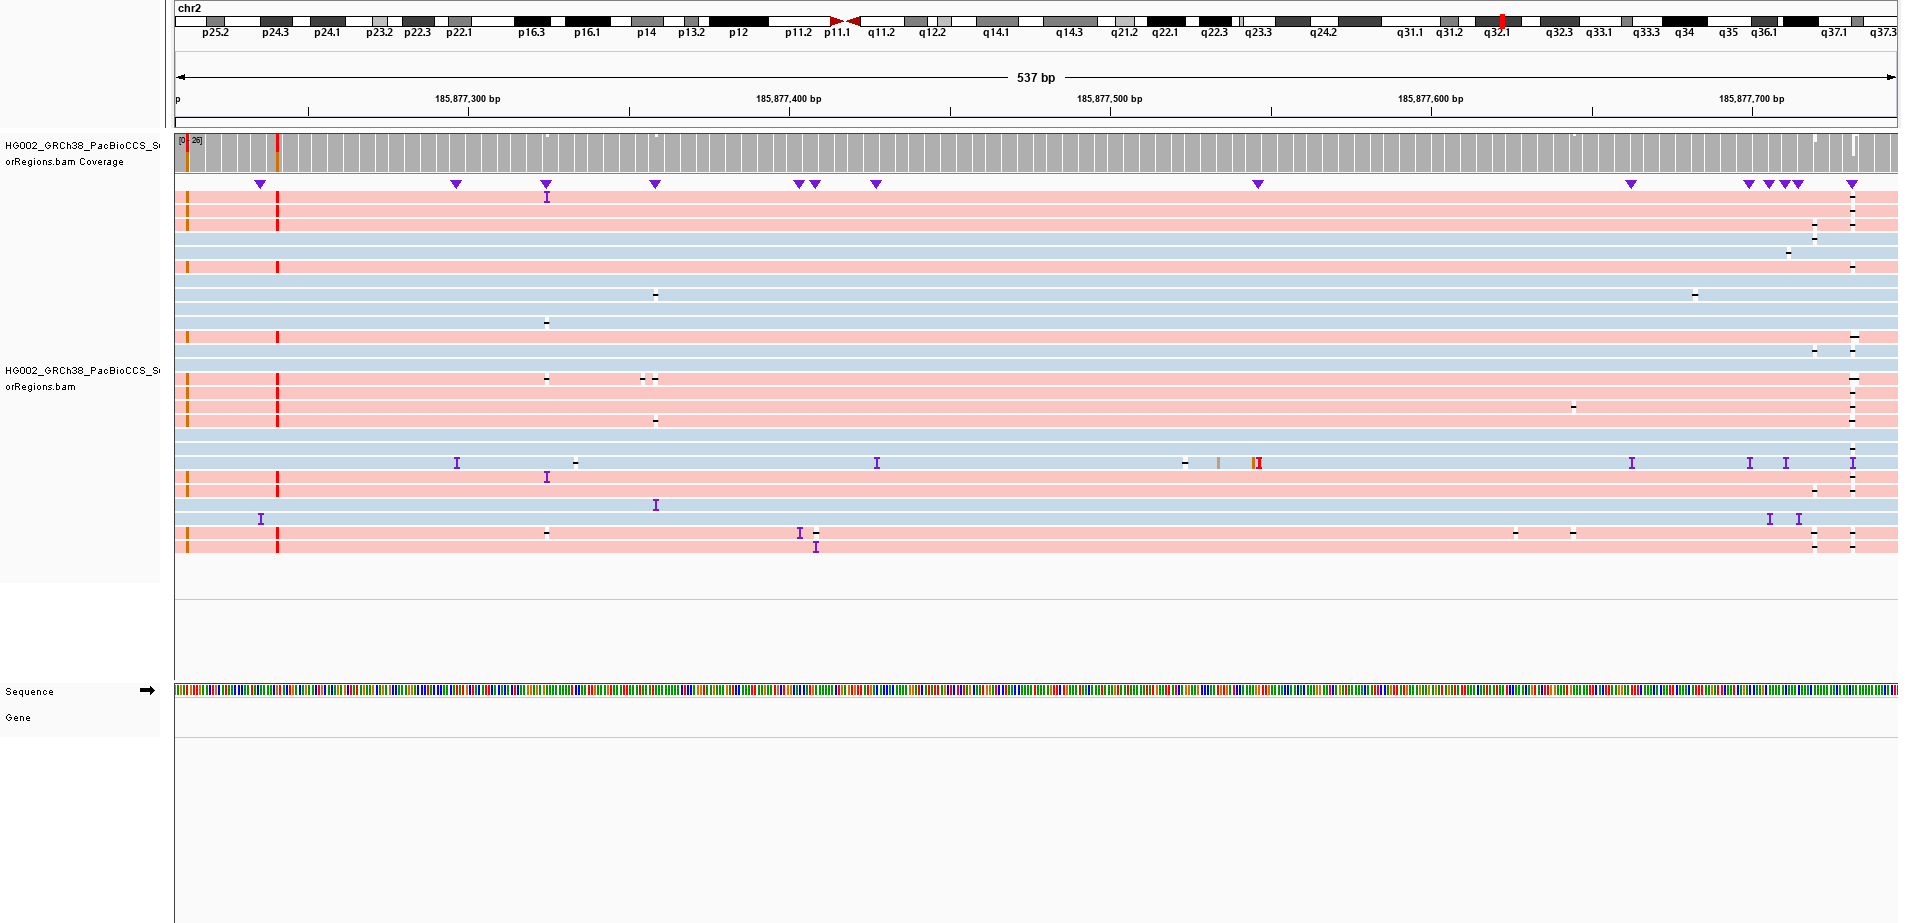 chr2
p25.2 p24.3 p24.1 p23.2 p22.3 p22.1 p16.3 p16.1 p14 p13.2 p12 p11.2 p11.1 q11.2 q12.2 q14.1 q14.3 q21.2 q22.1 q22.3 q23.3 q24.2 q31.1 q31.2 q32.1 q32.3 q33.1 q33.3 q34 q35 q36.1 q37.1 q37.3
537 bp
p 185,877,300 bp 185,877,400 bp 185,877,500 bp 185,877,600 bp 185,877,700 bp
HG002_GRCh38_PacBioCCS_S
orRegions.bam Coverage
[0 - 26]
HG002_GRCh38_PacBioCCS_S
orRegions.bam
Sequence
Gene